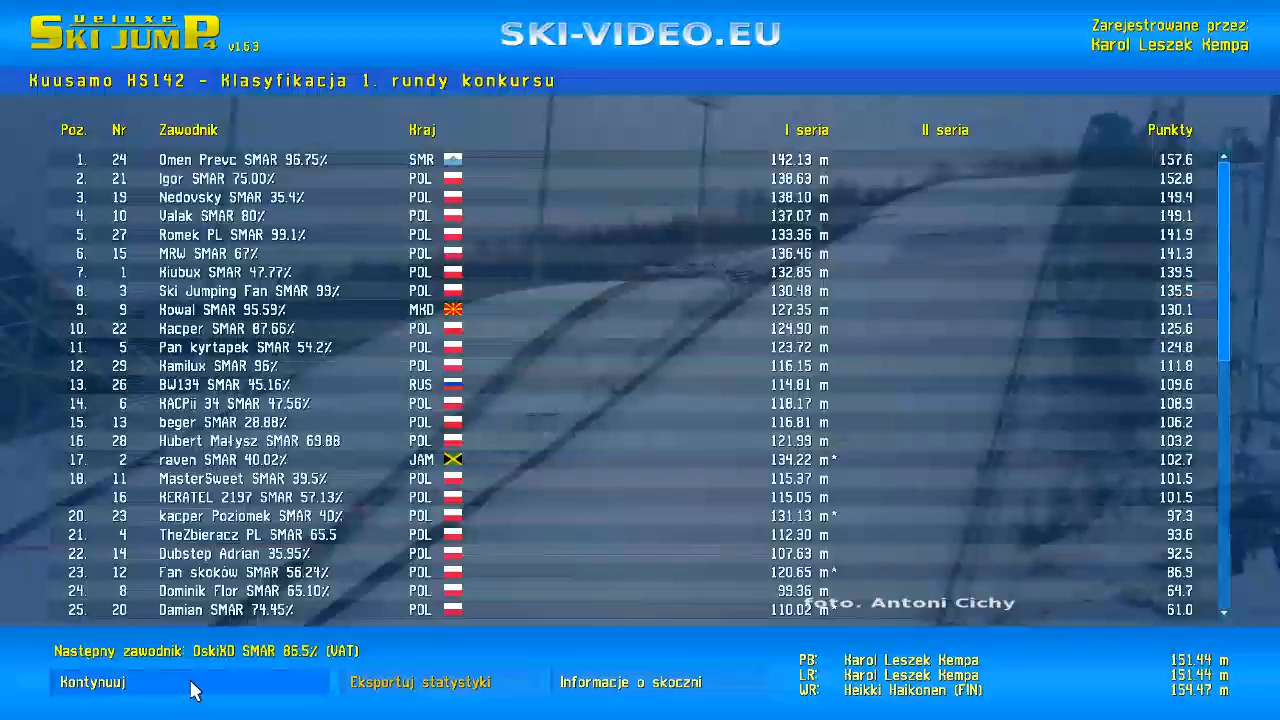 Deluxe
SKI JUMP 4 v1.6.3
SKI-VIDEO.EU
Zarejestrowane przez:
Karol Leszek Kempa
Kuusamo HS142 - Klasyfikacja 1. rundy konkursu
Poz. Nr Zawodnik Kraj I seria II seria Punkty
1. 24 Omen Prevc SMAR 96.75% SMR 142.13 m 157.6
2. 21 Igor SMAR 75.00% POL 138.63 m 152.8
3. 19 Nedovsky SMAR 35.4% POL 138.10 m 149.4
4. 10 Valak SMAR 80% POL 137.07 m 149.1
5. 27 Romek PL SMAR 99.1% POL 133.36 m 141.9
6. 15 MRW SMAR 67% POL 136.46 m 141.3
7. 1 Kiubux SMAR 47.77% POL 132.85 m 139.5
8. 3 Ski Jumping Fan SMAR 99% POL 130.48 m 135.5
9. 9 Kowal SMAR 95.59% MKD 127.35 m 130.1
10. 22 Kacper SMAR 87.66% POL 124.90 m 125.6
11. 5 Pan kyrtapek SMAR 54.2% POL 123.72 m 124.8
12. 29 Kamilux SMAR 96% POL 116.15 m 111.8
13. 26 BW134 SMAR 45.16% RUS 114.81 m 109.6
14. 6 KACPii 34 SMAR 47.56% POL 118.17 m 108.9
15. 13 beger SMAR 28.88% POL 116.81 m 106.2
16. 28 Hubert Małysz SMAR 69.88 POL 121.99 m 103.2
17. 2 raven SMAR 40.02% JAM 134.22 m* 102.7
18. 11 MasterSweet SMAR 39.5% POL 115.37 m 101.5
16 KERATEL 2197 SMAR 57.13% POL 115.05 m 101.5
20. 23 kacper Poziomek SMAR 40% POL 131.13 m* 97.3
21. 4 TheZbieracz PL SMAR 65.5 POL 112.30 m 93.6
22. 14 Dubstep Adrian 35.95% POL 107.63 m 92.5
23. 12 Fan skoków SMAR 56.24% POL 120.65 m* 86.9
24. 8 Dominik Flor SMAR 65.10% POL 99.36 m 64.7
25. 20 Damian SMAR 74.45% POL 110.02 m* 61.0
foto. Antoni Cichy
Następny zawodnik: OskiXD SMAR 86.5% (VAT)
Kontynuuj Eksportuj statystyki Informacje o skoczni
PB: Karol Leszek Kempa 151.44 m
LR: Karol Leszek Kempa 151.44 m
WR: Heikki Haikonen (FIN) 154.47 m